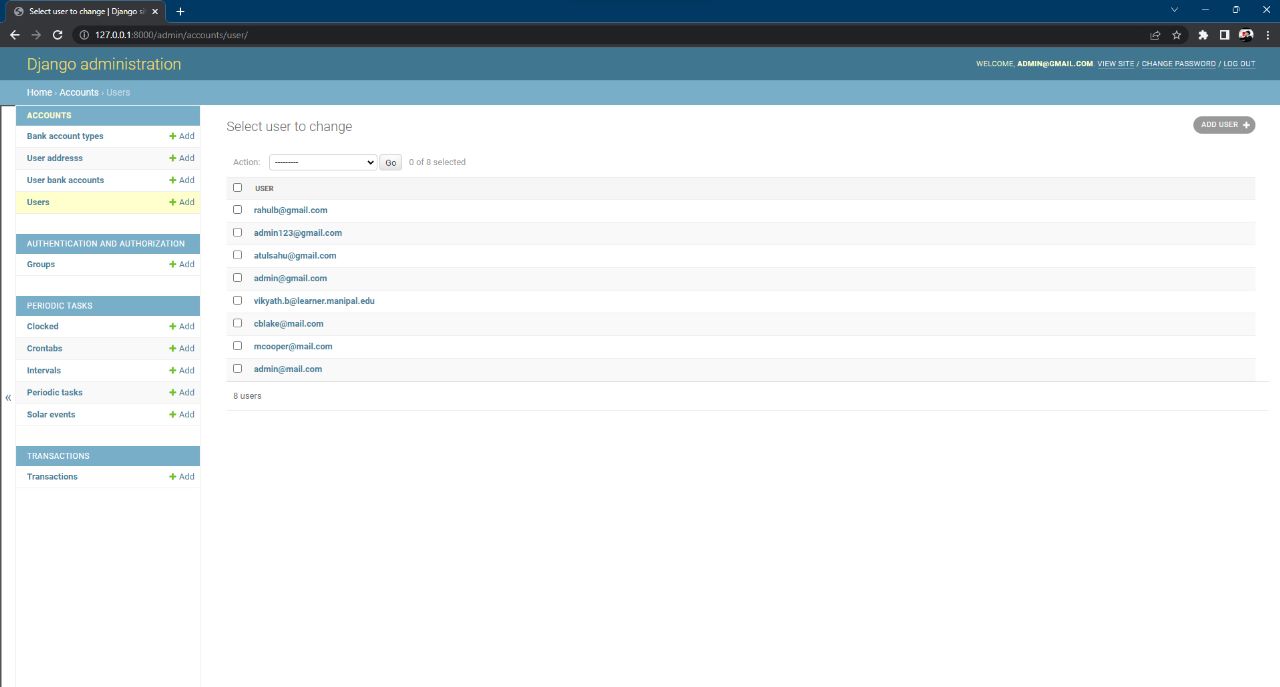 Select user to change | Django si
127.0.0.1:8000/admin/accounts/user/
Django administration
WELCOME, ADMIN@GMAIL.COM VIEW SITE / CHANGE PASSWORD / LOG OUT
Home › Accounts › Users
ACCOUNTS
Bank account types + Add
User addresss + Add
User bank accounts + Add
Users + Add
AUTHENTICATION AND AUTHORIZATION
Groups + Add
PERIODIC TASKS
Clocked + Add
Crontabs + Add
Intervals + Add
Periodic tasks + Add
Solar events + Add
TRANSACTIONS
Transactions + Add
«
Select user to change
ADD USER +
Action: --------- Go 0 of 8 selected
USER
rahulb@gmail.com
admin123@gmail.com
atulsahu@gmail.com
admin@gmail.com
vikyath.b@learner.manipal.edu
cblake@mail.com
mcooper@mail.com
admin@mail.com
8 users